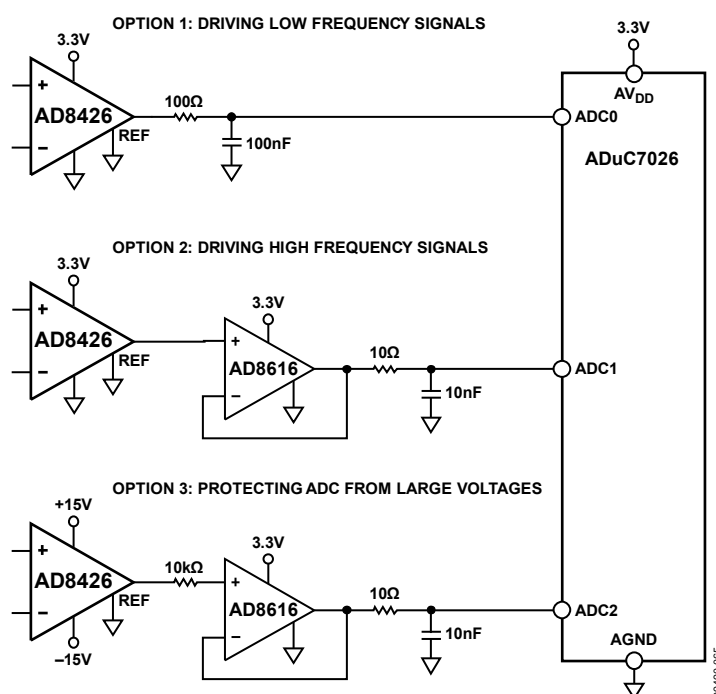 OPTION 1: DRIVING LOW FREQUENCY SIGNALS
3.3V
3.3V
AVDD
+
AD8426
−
REF
100Ω
100nF
ADC0
ADuC7026
OPTION 2: DRIVING HIGH FREQUENCY SIGNALS
3.3V
+
AD8426
−
REF
3.3V
+
AD8616
−
10Ω
10nF
ADC1
OPTION 3: PROTECTING ADC FROM LARGE VOLTAGES
+15V
+
AD8426
−
REF
−15V
10kΩ
3.3V
+
AD8616
−
10Ω
10nF
ADC2
AGND